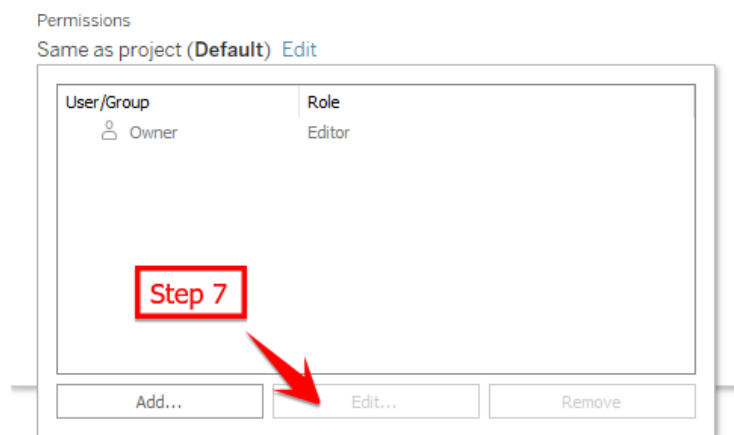 Permissions
Same as project (Default) Edit
User/Group Role
Owner Editor
Step 7
Add... Edit... Remove